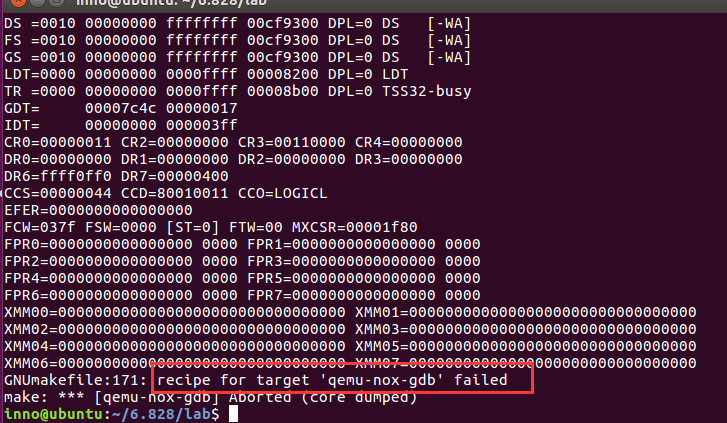 inno@ubuntu: ~/6.828/lab
DS =0010 00000000 ffffffff 00cf9300 DPL=0 DS   [-WA]
FS =0010 00000000 ffffffff 00cf9300 DPL=0 DS   [-WA]
GS =0010 00000000 ffffffff 00cf9300 DPL=0 DS   [-WA]
LDT=0000 00000000 0000ffff 00008200 DPL=0 LDT
TR =0000 00000000 0000ffff 00008b00 DPL=0 TSS32-busy
GDT=     00007c4c 00000017
IDT=     00000000 000003ff
CR0=00000011 CR2=00000000 CR3=00110000 CR4=00000000
DR0=00000000 DR1=00000000 DR2=00000000 DR3=00000000
DR6=ffff0ff0 DR7=00000400
CCS=00000044 CCD=80010011 CCO=LOGICL
EFER=0000000000000000
FCW=037f FSW=0000 [ST=0] FTW=00 MXCSR=00001f80
FPR0=0000000000000000 0000 FPR1=0000000000000000 0000
FPR2=0000000000000000 0000 FPR3=0000000000000000 0000
FPR4=0000000000000000 0000 FPR5=0000000000000000 0000
FPR6=0000000000000000 0000 FPR7=0000000000000000 0000
XMM00=00000000000000000000000000000000 XMM01=00000000000000000000000000000000
XMM02=00000000000000000000000000000000 XMM03=00000000000000000000000000000000
XMM04=00000000000000000000000000000000 XMM05=00000000000000000000000000000000
XMM06=00000000000000000000000000000000 XMM07=00000000000000000000000000000000
GNUmakefile:171: recipe for target 'qemu-nox-gdb' failed
make: *** [qemu-nox-gdb] Aborted (core dumped)
inno@ubuntu:~/6.828/lab$